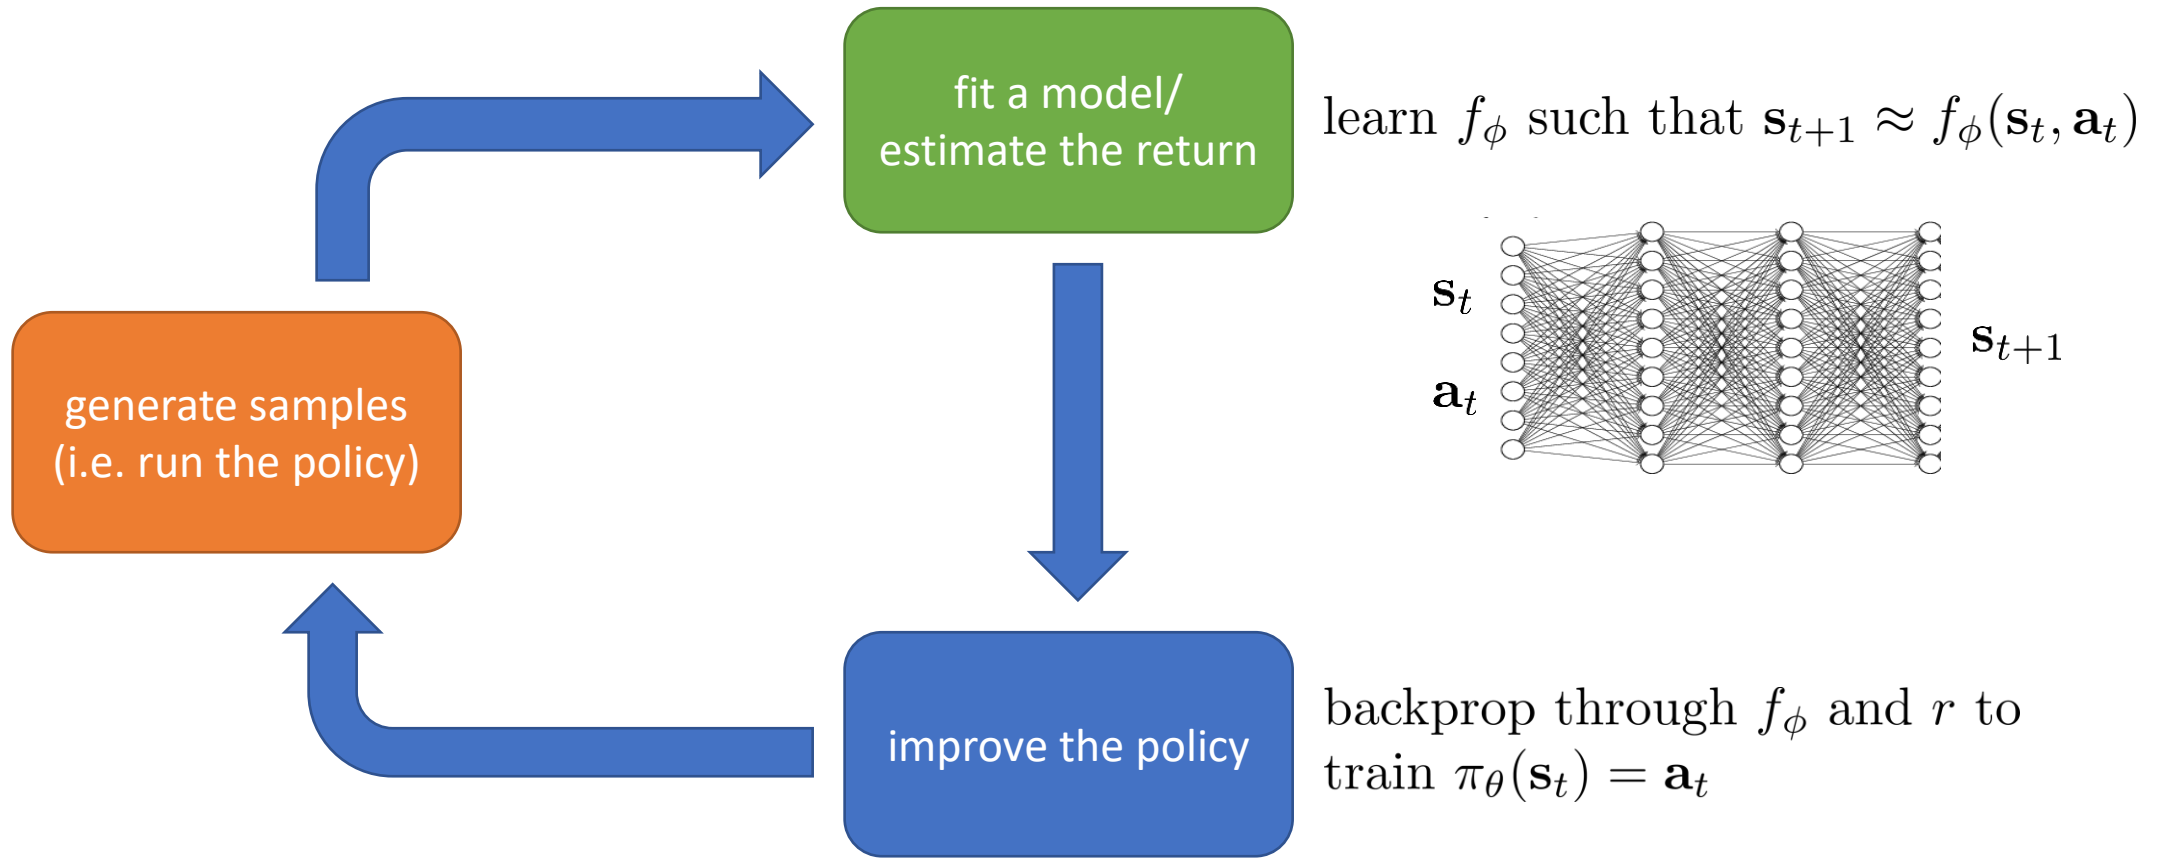 fit a model/
estimate the return
learn f_ϕ such that s_{t+1} ≈ f_ϕ(s_t, a_t)
s_t
a_t
s_{t+1}
generate samples
(i.e. run the policy)
improve the policy
backprop through f_ϕ and r to
train π_θ(s_t) = a_t